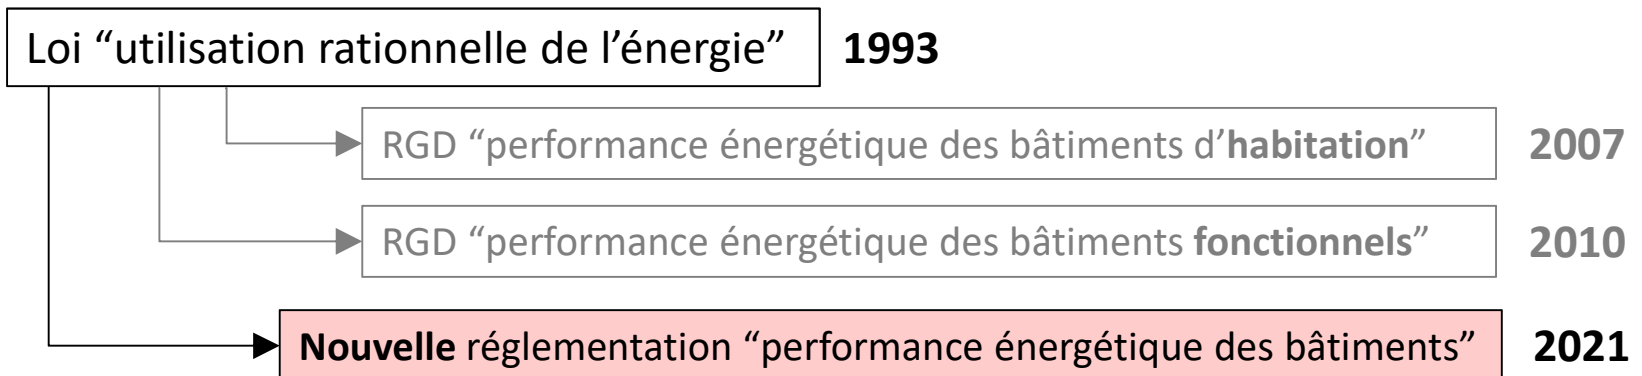 Loi “utilisation rationnelle de l’énergie” 1993
RGD “performance énergétique des bâtiments d’habitation” 2007
RGD “performance énergétique des bâtiments fonctionnels” 2010
Nouvelle réglementation “performance énergétique des bâtiments” 2021